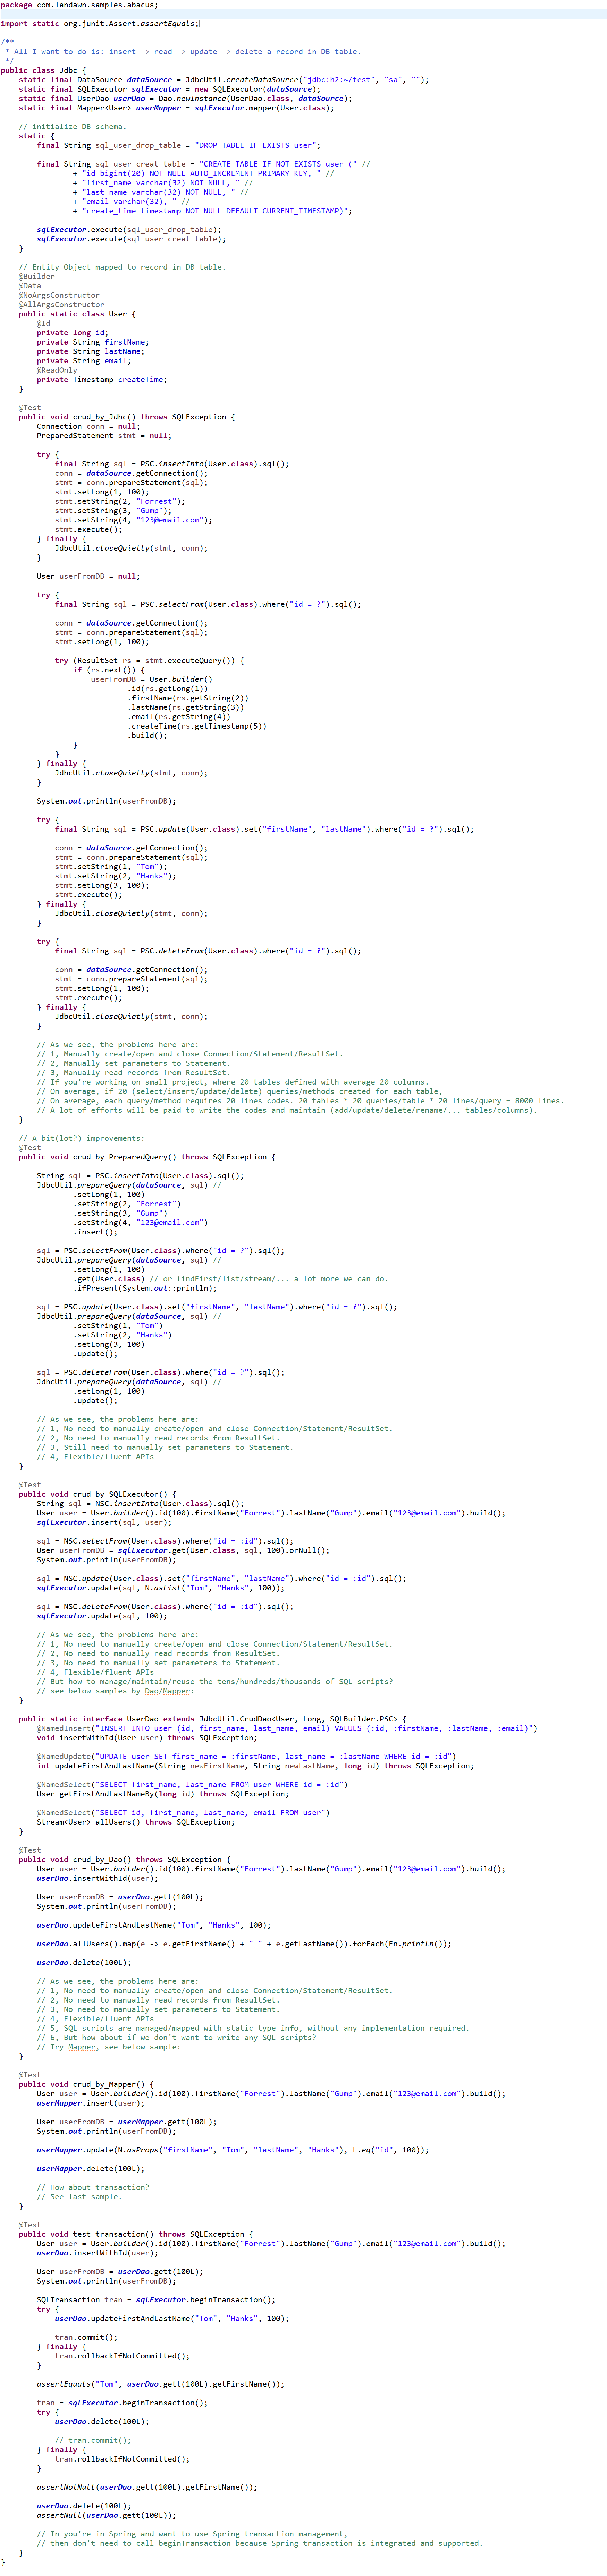 package com.landawn.samples.abacus;
import static org.junit.Assert.assertEquals;
/**
 * All I want to do is: insert -> read -> update -> delete a record in DB table.
 */
public class Jdbc {
    static final DataSource dataSource = JdbcUtil.createDataSource("jdbc:h2:~/test", "sa", "");
    static final SQLExecutor sqlExecutor = new SQLExecutor(dataSource);
    static final UserDao userDao = Dao.newInstance(UserDao.class, dataSource);
    static final Mapper<User> userMapper = sqlExecutor.mapper(User.class);
    // initialize DB schema.
    static {
        final String sql_user_drop_table = "DROP TABLE IF EXISTS user";
        final String sql_user_creat_table = "CREATE TABLE IF NOT EXISTS user (" //
                + "id bigint(20) NOT NULL AUTO_INCREMENT PRIMARY KEY, " //
                + "first_name varchar(32) NOT NULL, " //
                + "last_name varchar(32) NOT NULL, " //
                + "email varchar(32), " //
                + "create_time timestamp NOT NULL DEFAULT CURRENT_TIMESTAMP)";
        sqlExecutor.execute(sql_user_drop_table);
        sqlExecutor.execute(sql_user_creat_table);
    }
    // Entity Object mapped to record in DB table.
    @Builder
    @Data
    @NoArgsConstructor
    @AllArgsConstructor
    public static class User {
        @Id
        private long id;
        private String firstName;
        private String lastName;
        private String email;
        @ReadOnly
        private Timestamp createTime;
    }
    @Test
    public void crud_by_Jdbc() throws SQLException {
        Connection conn = null;
        PreparedStatement stmt = null;
        try {
            final String sql = PSC.insertInto(User.class).sql();
            conn = dataSource.getConnection();
            stmt = conn.prepareStatement(sql);
            stmt.setLong(1, 100);
            stmt.setString(2, "Forrest");
            stmt.setString(3, "Gump");
            stmt.setString(4, "123@email.com");
            stmt.execute();
        } finally {
            JdbcUtil.closeQuietly(stmt, conn);
        }
        User userFromDB = null;
        try {
            final String sql = PSC.selectFrom(User.class).where("id = ?").sql();
            conn = dataSource.getConnection();
            stmt = conn.prepareStatement(sql);
            stmt.setLong(1, 100);
            try (ResultSet rs = stmt.executeQuery()) {
                if (rs.next()) {
                    userFromDB = User.builder()
                            .id(rs.getLong(1))
                            .firstName(rs.getString(2))
                            .lastName(rs.getString(3))
                            .email(rs.getString(4))
                            .createTime(rs.getTimestamp(5))
                            .build();
                }
            }
        } finally {
            JdbcUtil.closeQuietly(stmt, conn);
        }
        System.out.println(userFromDB);
        try {
            final String sql = PSC.update(User.class).set("firstName", "lastName").where("id = ?").sql();
            conn = dataSource.getConnection();
            stmt = conn.prepareStatement(sql);
            stmt.setString(1, "Tom");
            stmt.setString(2, "Hanks");
            stmt.setLong(3, 100);
            stmt.execute();
        } finally {
            JdbcUtil.closeQuietly(stmt, conn);
        }
        try {
            final String sql = PSC.deleteFrom(User.class).where("id = ?").sql();
            conn = dataSource.getConnection();
            stmt = conn.prepareStatement(sql);
            stmt.setLong(1, 100);
            stmt.execute();
        } finally {
            JdbcUtil.closeQuietly(stmt, conn);
        }
        // As we see, the problems here are:
        // 1, Manually create/open and close Connection/Statement/ResultSet.
        // 2, Manually set parameters to Statement.
        // 3, Manually read records from ResultSet.
        // If you're working on small project, where 20 tables defined with average 20 columns.
        // On average, if 20 (select/insert/update/delete) queries/methods created for each table,
        // On average, each query/method requires 20 lines codes. 20 tables * 20 queries/table * 20 lines/query = 8000 lines.
        // A lot of efforts will be paid to write the codes and maintain (add/update/delete/rename/... tables/columns).
    }
    // A bit(lot?) improvements:
    @Test
    public void crud_by_PreparedQuery() throws SQLException {
        String sql = PSC.insertInto(User.class).sql();
        JdbcUtil.prepareQuery(dataSource, sql) //
                .setLong(1, 100)
                .setString(2, "Forrest")
                .setString(3, "Gump")
                .setString(4, "123@email.com")
                .insert();
        sql = PSC.selectFrom(User.class).where("id = ?").sql();
        JdbcUtil.prepareQuery(dataSource, sql) //
                .setLong(1, 100)
                .get(User.class) // or findFirst/list/stream/... a lot more we can do.
                .ifPresent(System.out::println);
        sql = PSC.update(User.class).set("firstName", "lastName").where("id = ?").sql();
        JdbcUtil.prepareQuery(dataSource, sql) //
                .setString(1, "Tom")
                .setString(2, "Hanks")
                .setLong(3, 100)
                .update();
        sql = PSC.deleteFrom(User.class).where("id = ?").sql();
        JdbcUtil.prepareQuery(dataSource, sql) //
                .setLong(1, 100)
                .update();
        // As we see, the problems here are:
        // 1, No need to manually create/open and close Connection/Statement/ResultSet.
        // 2, No need to manually read records from ResultSet.
        // 3, Still need to manually set parameters to Statement.
        // 4, Flexible/fluent APIs
    }
    @Test
    public void crud_by_SQLExecutor() {
        String sql = NSC.insertInto(User.class).sql();
        User user = User.builder().id(100).firstName("Forrest").lastName("Gump").email("123@email.com").build();
        sqlExecutor.insert(sql, user);
        sql = NSC.selectFrom(User.class).where("id = :id").sql();
        User userFromDB = sqlExecutor.get(User.class, sql, 100).orNull();
        System.out.println(userFromDB);
        sql = NSC.update(User.class).set("firstName", "lastName").where("id = :id").sql();
        sqlExecutor.update(sql, N.asList("Tom", "Hanks", 100));
        sql = NSC.deleteFrom(User.class).where("id = :id").sql();
        sqlExecutor.update(sql, 100);
        // As we see, the problems here are:
        // 1, No need to manually create/open and close Connection/Statement/ResultSet.
        // 2, No need to manually read records from ResultSet.
        // 3, No need to manually set parameters to Statement.
        // 4, Flexible/fluent APIs
        // But how to manage/maintain/reuse the tens/hundreds/thousands of SQL scripts?
        // see below samples by Dao/Mapper:
    }
    public static interface UserDao extends JdbcUtil.CrudDao<User, Long, SQLBuilder.PSC> {
        @NamedInsert("INSERT INTO user (id, first_name, last_name, email) VALUES (:id, :firstName, :lastName, :email)")
        void insertWithId(User user) throws SQLException;
        @NamedUpdate("UPDATE user SET first_name = :firstName, last_name = :lastName WHERE id = :id")
        int updateFirstAndLastName(String newFirstName, String newLastName, long id) throws SQLException;
        @NamedSelect("SELECT first_name, last_name FROM user WHERE id = :id")
        User getFirstAndLastNameBy(long id) throws SQLException;
        @NamedSelect("SELECT id, first_name, last_name, email FROM user")
        Stream<User> allUsers() throws SQLException;
    }
    @Test
    public void crud_by_Dao() throws SQLException {
        User user = User.builder().id(100).firstName("Forrest").lastName("Gump").email("123@email.com").build();
        userDao.insertWithId(user);
        User userFromDB = userDao.gett(100L);
        System.out.println(userFromDB);
        userDao.updateFirstAndLastName("Tom", "Hanks", 100);
        userDao.allUsers().map(e -> e.getFirstName() + " " + e.getLastName()).forEach(Fn.println());
        userDao.delete(100L);
        // As we see, the problems here are:
        // 1, No need to manually create/open and close Connection/Statement/ResultSet.
        // 2, No need to manually read records from ResultSet.
        // 3, No need to manually set parameters to Statement.
        // 4, Flexible/fluent APIs
        // 5, SQL scripts are managed/mapped with static type info, without any implementation required.
        // 6, But how about if we don't want to write any SQL scripts?
        // Try Mapper, see below sample:
    }
    @Test
    public void crud_by_Mapper() {
        User user = User.builder().id(100).firstName("Forrest").lastName("Gump").email("123@email.com").build();
        userMapper.insert(user);
        User userFromDB = userMapper.gett(100L);
        System.out.println(userFromDB);
        userMapper.update(N.asProps("firstName", "Tom", "lastName", "Hanks"), L.eq("id", 100));
        userMapper.delete(100L);
        // How about transaction?
        // See last sample.
    }
    @Test
    public void test_transaction() throws SQLException {
        User user = User.builder().id(100).firstName("Forrest").lastName("Gump").email("123@email.com").build();
        userDao.insertWithId(user);
        User userFromDB = userDao.gett(100L);
        System.out.println(userFromDB);
        SQLTransaction tran = sqlExecutor.beginTransaction();
        try {
            userDao.updateFirstAndLastName("Tom", "Hanks", 100);
            tran.commit();
        } finally {
            tran.rollbackIfNotCommitted();
        }
        assertEquals("Tom", userDao.gett(100L).getFirstName());
        tran = sqlExecutor.beginTransaction();
        try {
            userDao.delete(100L);
            // tran.commit();
        } finally {
            tran.rollbackIfNotCommitted();
        }
        assertNotNull(userDao.gett(100L).getFirstName());
        userDao.delete(100L);
        assertNull(userDao.gett(100L));
        // In you're in Spring and want to use Spring transaction management,
        // then don't need to call beginTransaction because Spring transaction is integrated and supported.
    }
}